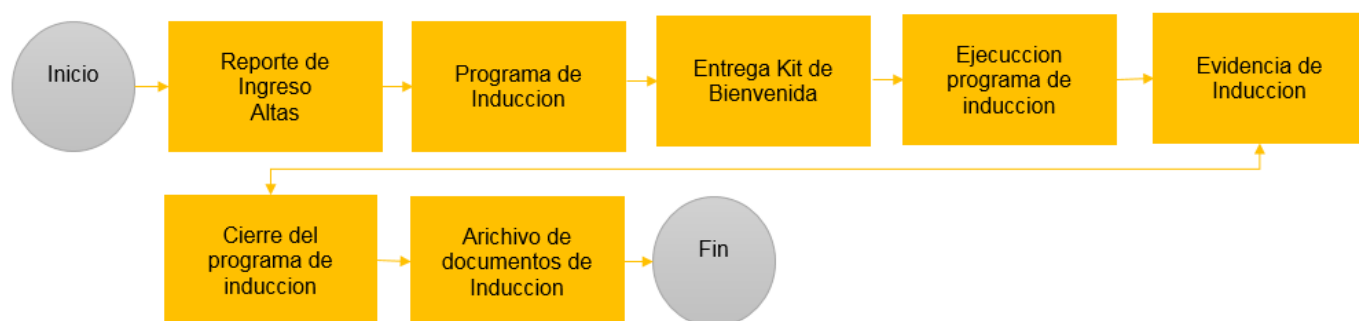 Inicio
Reporte de
Ingreso
Altas
Programa de
Induccion
Entrega Kit de
Bienvenida
Ejecuccion
programa de
induccion
Evidencia de
Induccion
Cierre del
programa de
induccion
Arichivo de
documentos de
Induccion
Fin